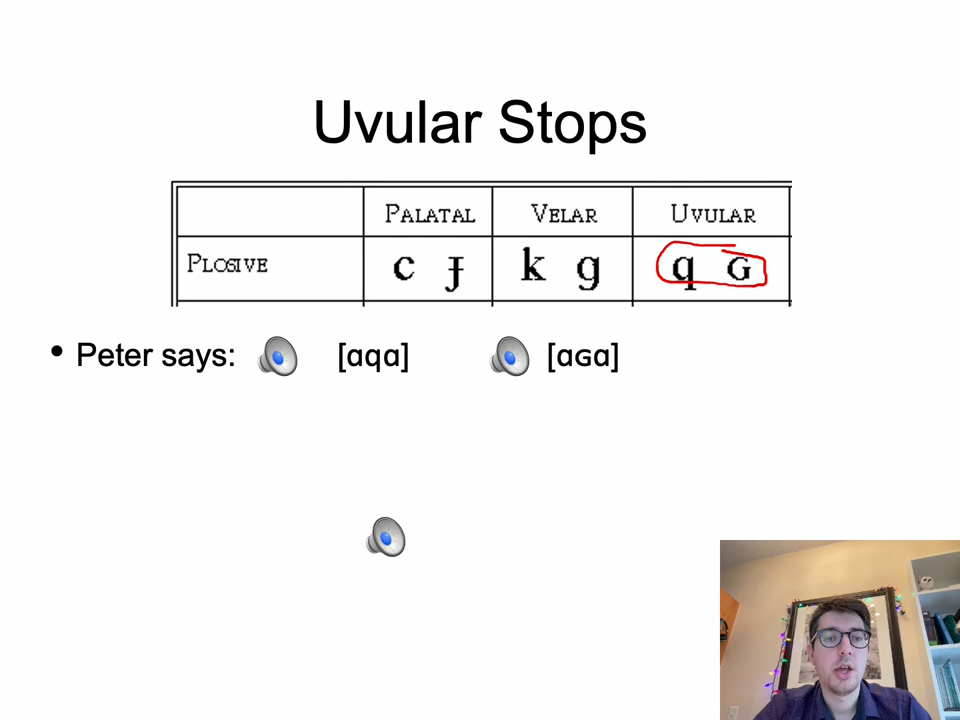 Uvular Stops
PALATAL VELAR UVULAR
PLOSIVE c ɟ k ɡ q ɢ
• Peter says: [ɑqɑ] [ɑɢɑ]